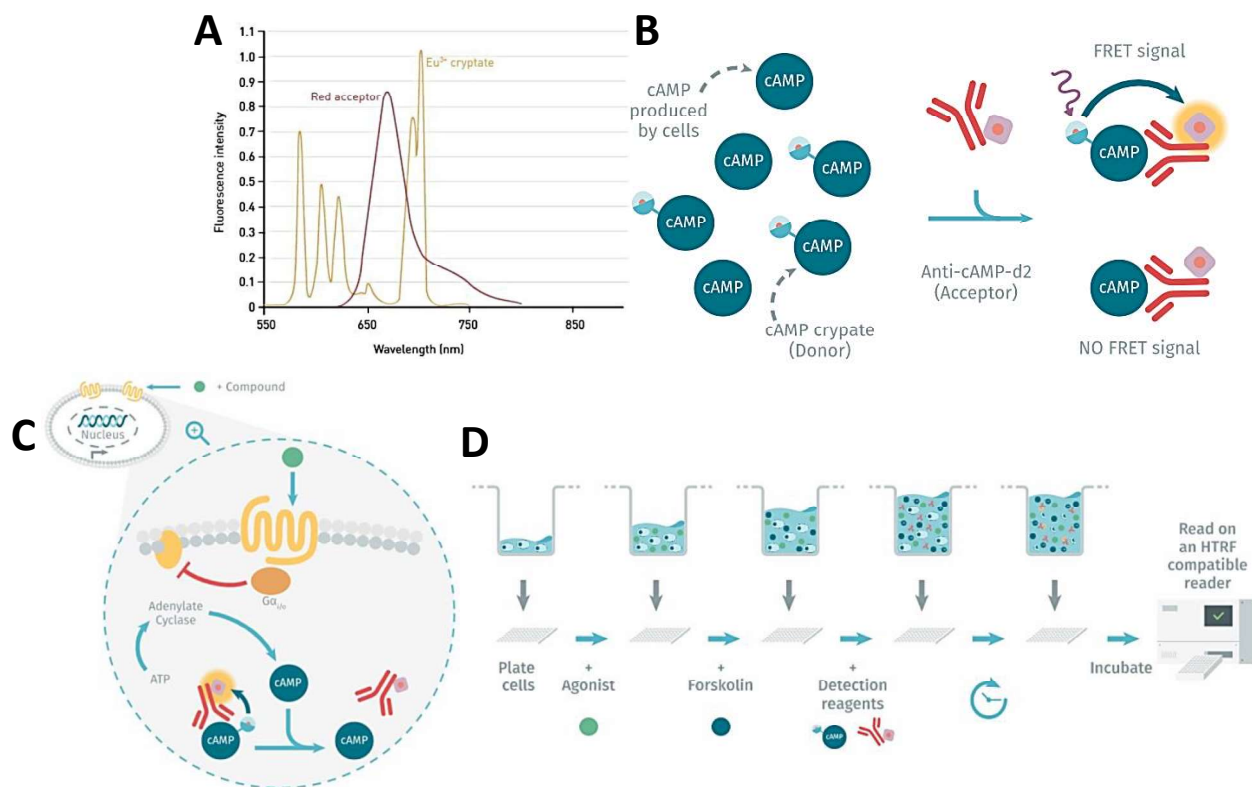 A
1.1
1.0
0.9
0.8
0.7
0.6
0.5
0.4
0.3
0.2
0.1
0
Fluorescence intensity
Red acceptor
Eu³⁺ cryptate
550
650
750
850
Wavelength (nm)
B
cAMP
produced
by cells
cAMP
cAMP
cAMP
cAMP
cAMP
cAMP
cAMP crypate
(Donor)
Anti-cAMP-d2
(Acceptor)
FRET signal
cAMP
cAMP
NO FRET signal
C
+ Compound
Nucleus
Gαi/o
Adenylate
Cyclase
ATP
cAMP
cAMP
cAMP
D
Plate
cells
+
Agonist
+
Forskolin
+
Detection
reagents
cAMP
Incubate
Read on
an HTRF
compatible
reader